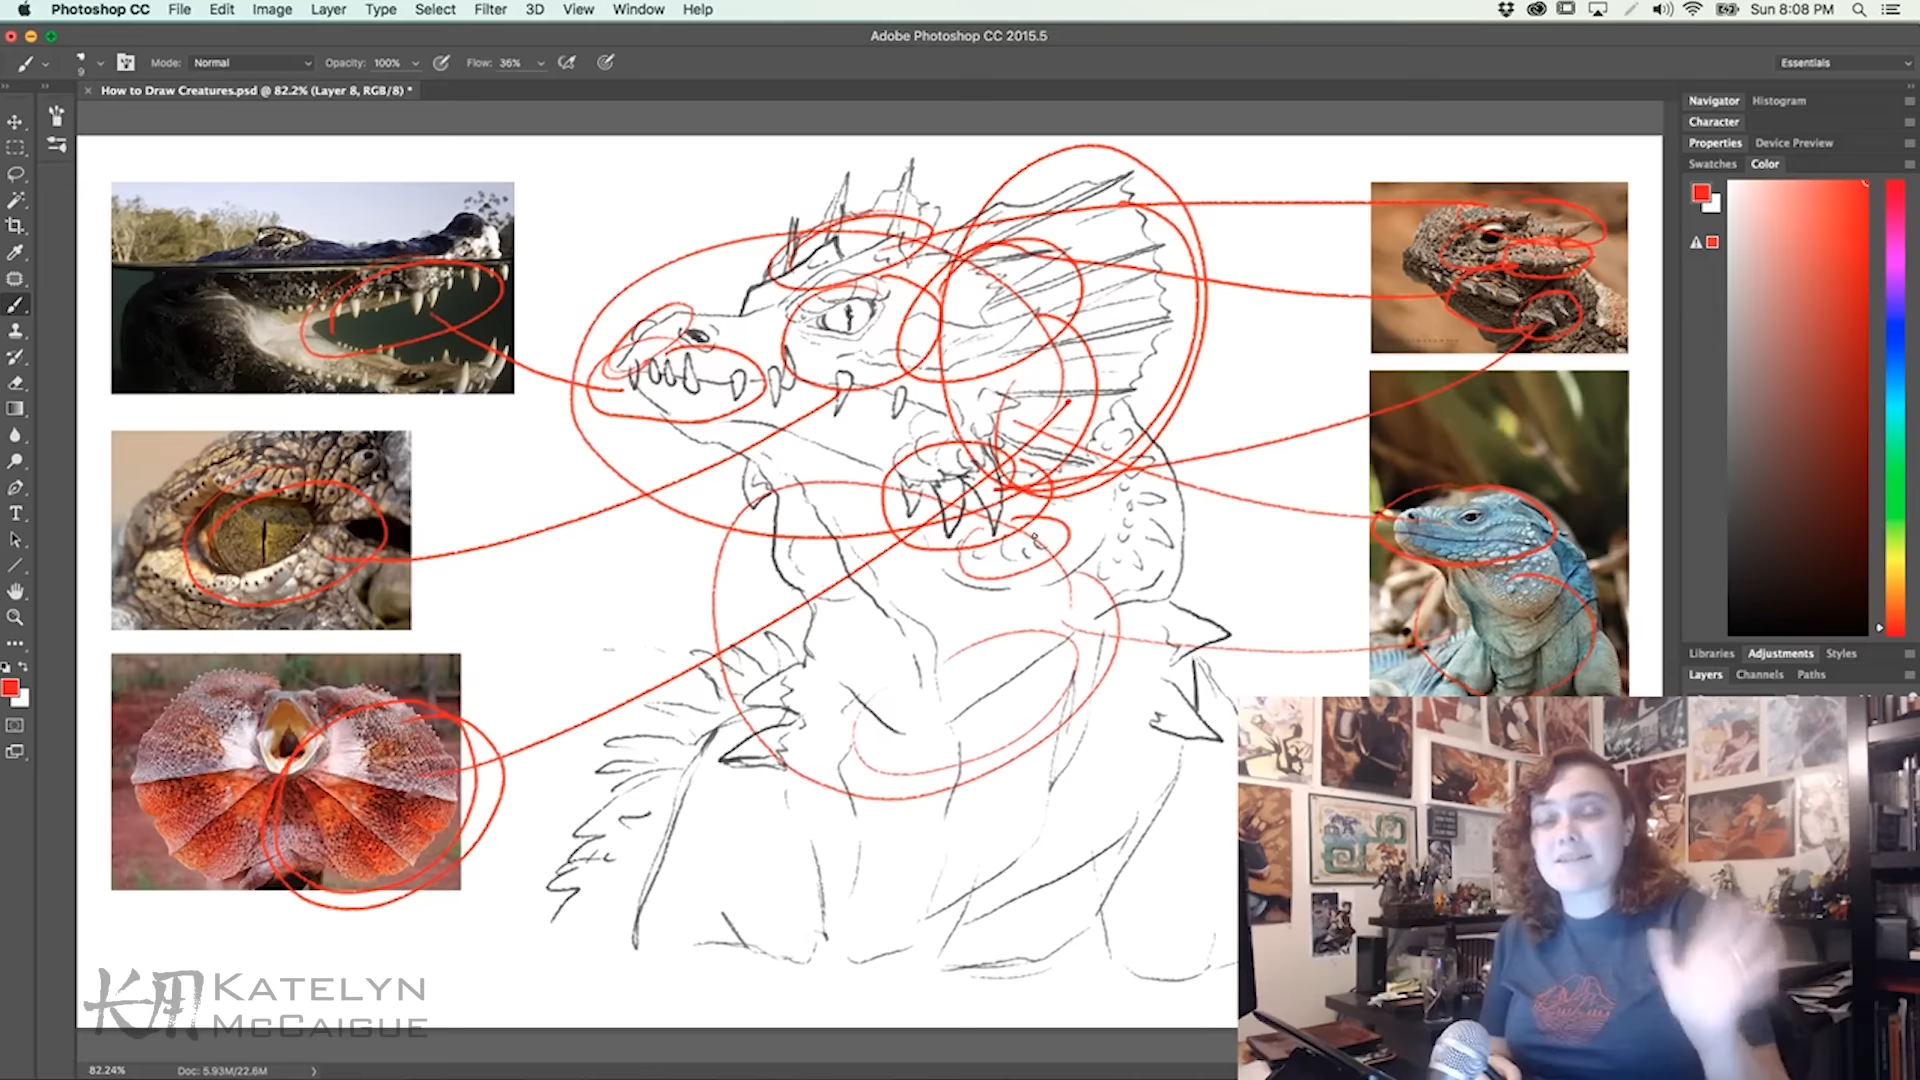 Photoshop CC File Edit Image Layer Type Select Filter 3D View Window Help Sun 8:08 PM
Adobe Photoshop CC 2015.5
9 Mode: Normal Opacity: 100% Flow: 36% Essentials
How to Draw Creatures.psd @ 82.2% (Layer 8, RGB/8) *
Navigator Histogram
Character
Properties Device Preview
Swatches Color
Libraries Adjustments Styles
Layers Channels Paths
KATELYN
MCCAIGUE
82.24% Doc: 5.93M/22.6M